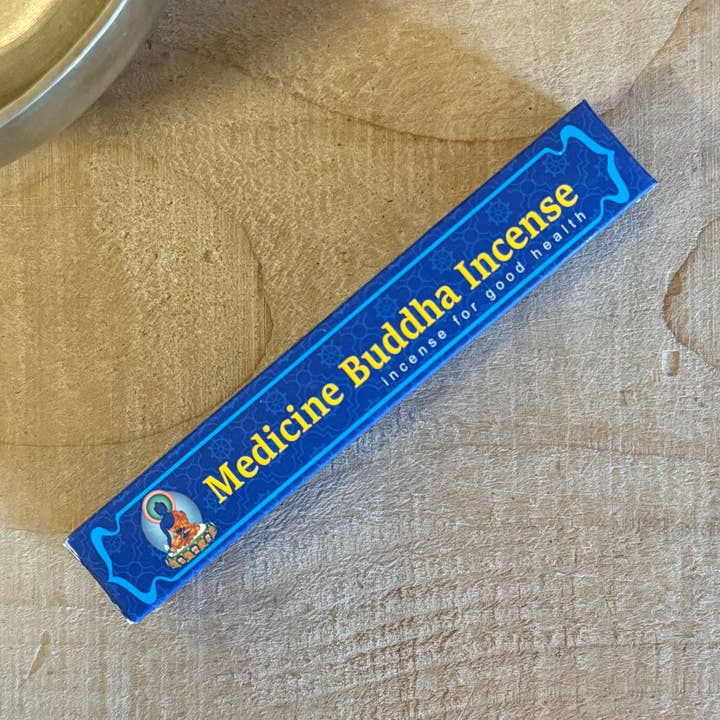 Medicine Buddha Incense
incense for good health